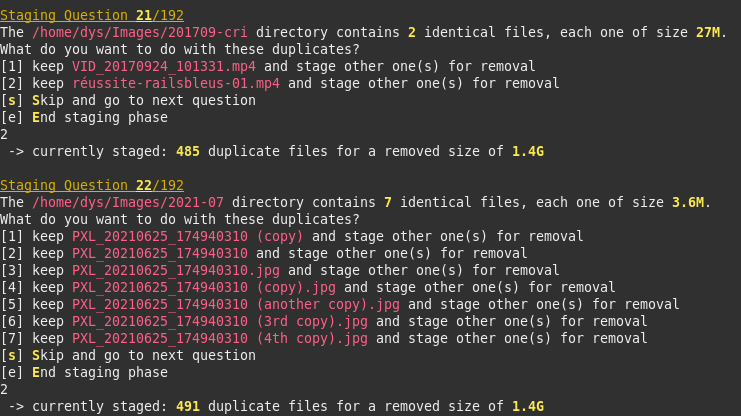 Staging Question 21/192
The /home/dys/Images/201709-cri directory contains 2 identical files, each one of size 27M.
What do you want to do with these duplicates?
[1] keep VID_20170924_101331.mp4 and stage other one(s) for removal
[2] keep réussite-railsbleus-01.mp4 and stage other one(s) for removal
[s] Skip and go to next question
[e] End staging phase
2
-> currently staged: 485 duplicate files for a removed size of 1.4G
Staging Question 22/192
The /home/dys/Images/2021-07 directory contains 7 identical files, each one of size 3.6M.
What do you want to do with these duplicates?
[1] keep PXL_20210625_174940310 (copy) and stage other one(s) for removal
[2] keep PXL_20210625_174940310 and stage other one(s) for removal
[3] keep PXL_20210625_174940310.jpg and stage other one(s) for removal
[4] keep PXL_20210625_174940310 (copy).jpg and stage other one(s) for removal
[5] keep PXL_20210625_174940310 (another copy).jpg and stage other one(s) for removal
[6] keep PXL_20210625_174940310 (3rd copy).jpg and stage other one(s) for removal
[7] keep PXL_20210625_174940310 (4th copy).jpg and stage other one(s) for removal
[s] Skip and go to next question
[e] End staging phase
2
-> currently staged: 491 duplicate files for a removed size of 1.4G